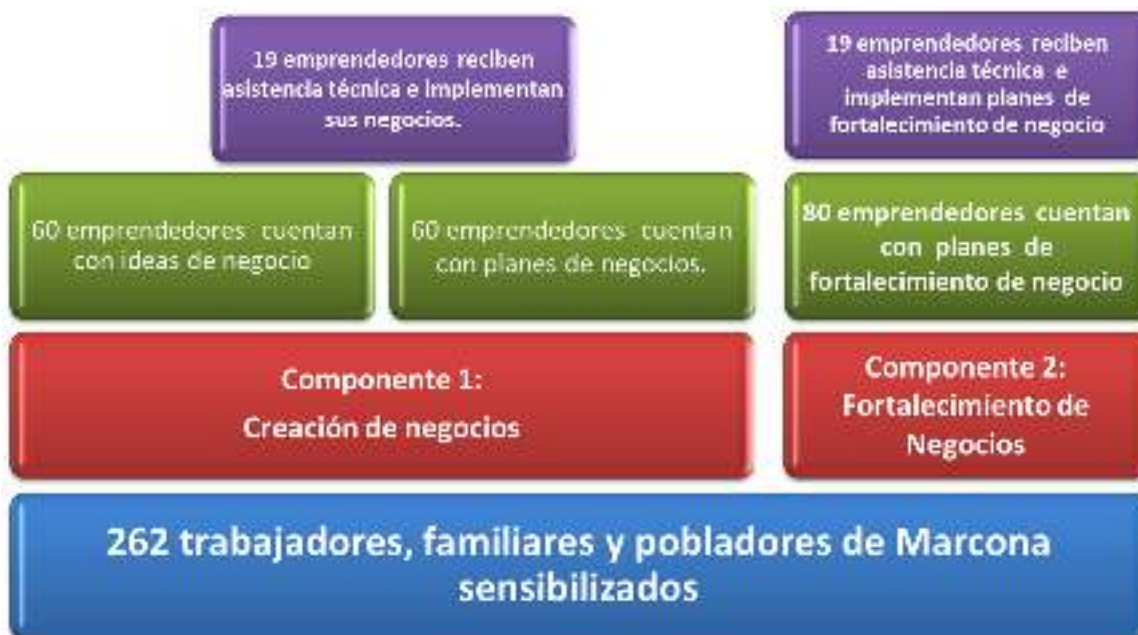 19 emprendedores reciben
asistencia técnica e implementan
sus negocios.
19 emprendedores reciben
asistencia técnica e
implementan planes de
fortalecimiento de negocio
60 emprendedores cuentan
con ideas de negocio
60 emprendedores cuentan
con planes de negocios.
80 emprendedores cuentan
con planes de
fortalecimiento de negocio
Componente 1:
Creación de negocios
Componente 2:
Fortalecimiento de
Negocios
262 trabajadores, familiares y pobladores de Marcona
sensibilizados